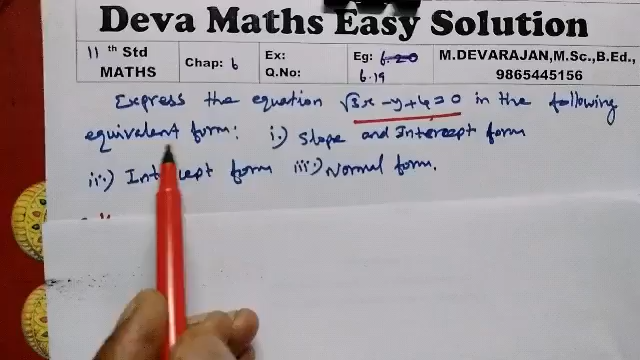 Deva Maths Easy Solution
11th Std MATHS
Chap: 6
Ex:
Q.No:
Eg: 6.20
6.19
M.DEVARAJAN,M.Sc.,B.Ed.,
9865445156
Express the equation √3x - y + 4 = 0 in the following
equivalent form: i.) Slope and Intercept form
ii.) Intercept form iii.) Normal form.